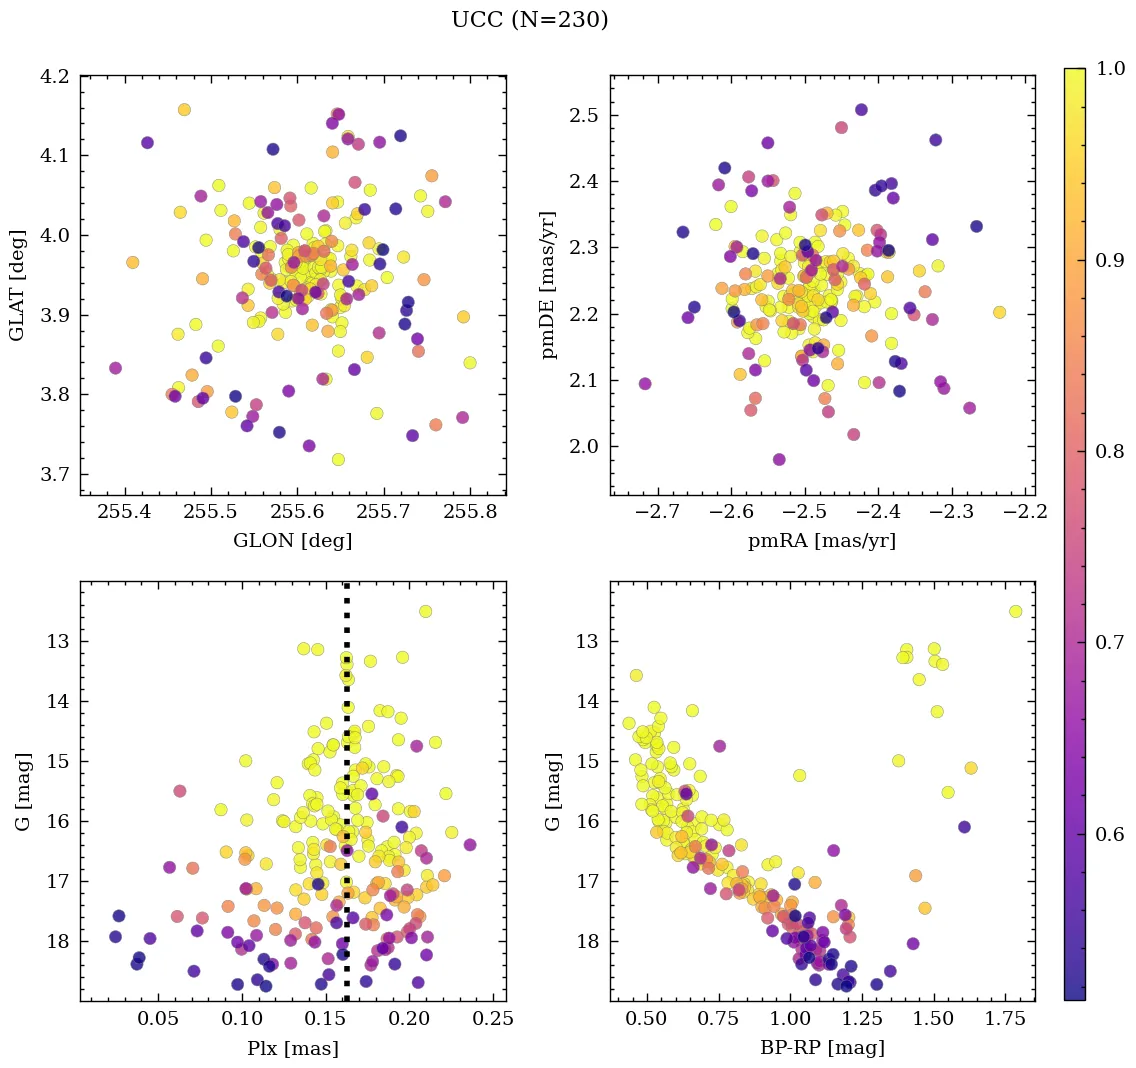 UCC (N=230)
4.2
4.1
4.0
3.9
3.8
3.7
GLAT [deg]
255.4 255.5 255.6 255.7 255.8
GLON [deg]
2.5
2.4
2.3
2.2
2.1
2.0
pmDE [mas/yr]
−2.7 −2.6 −2.5 −2.4 −2.3 −2.2
pmRA [mas/yr]
1.0
0.9
0.8
0.7
0.6
13
14
15
16
17
18
G [mag]
0.05 0.10 0.15 0.20 0.25
Plx [mas]
13
14
15
16
17
18
G [mag]
0.50 0.75 1.00 1.25 1.50 1.75
BP-RP [mag]